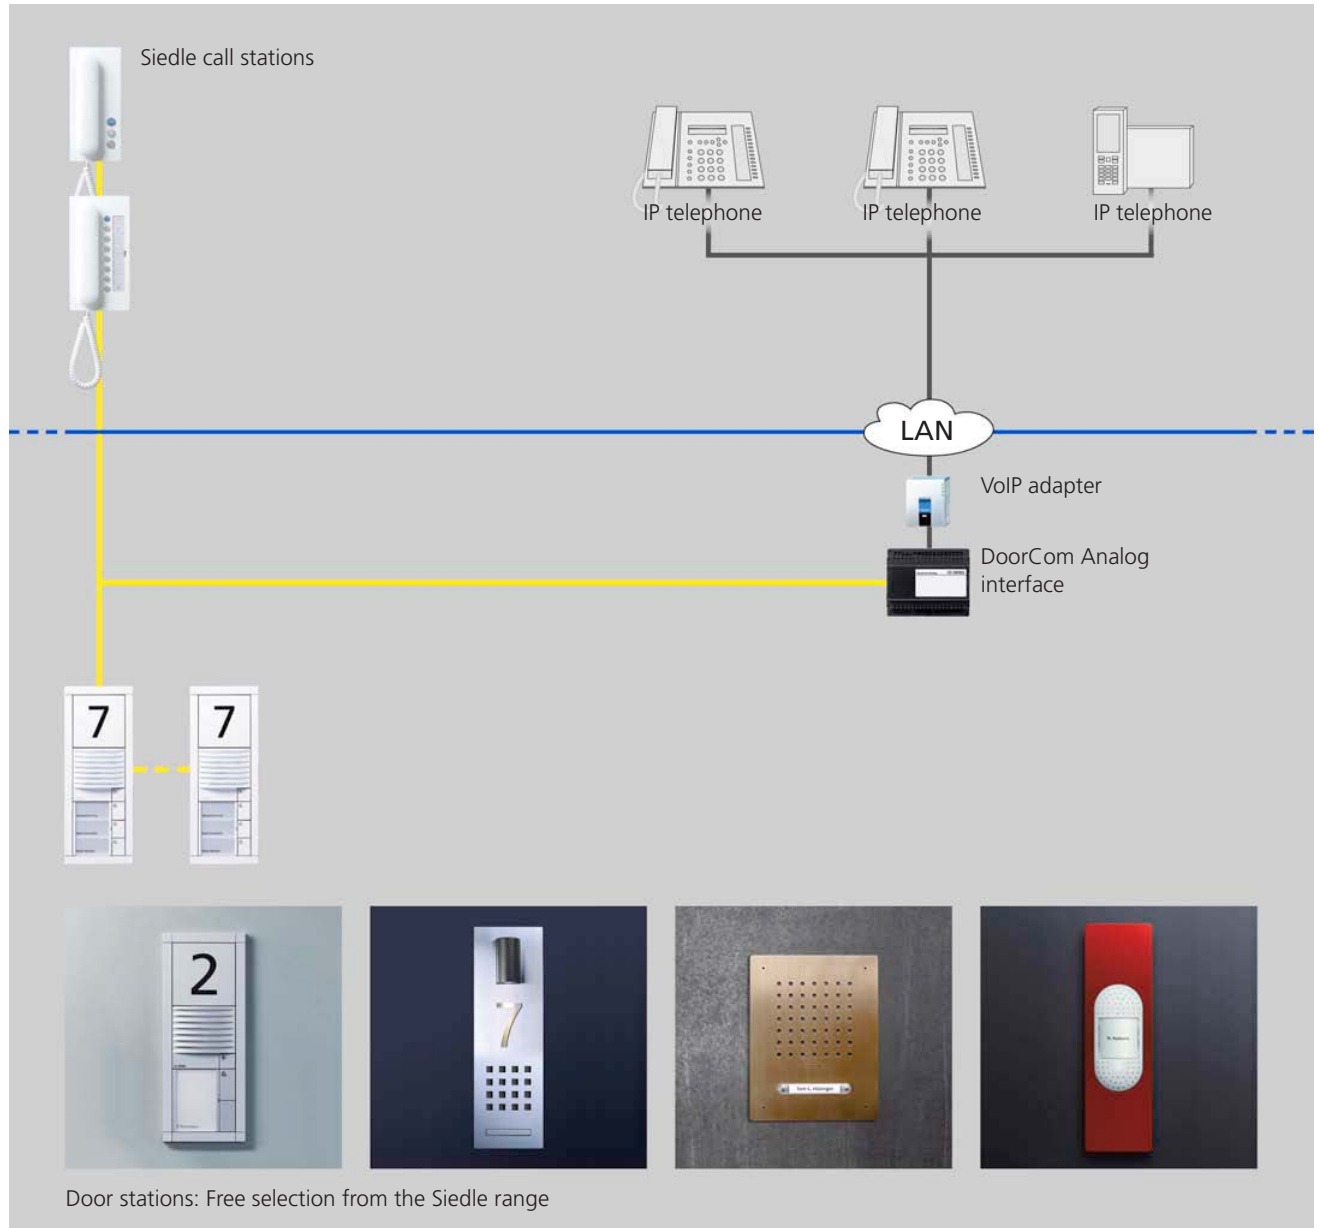 Siedle call stations
IP telephone
IP telephone
IP telephone
LAN
VoIP adapter
DoorCom Analog
interface
7
7
2
7
Door stations: Free selection from the Siedle range